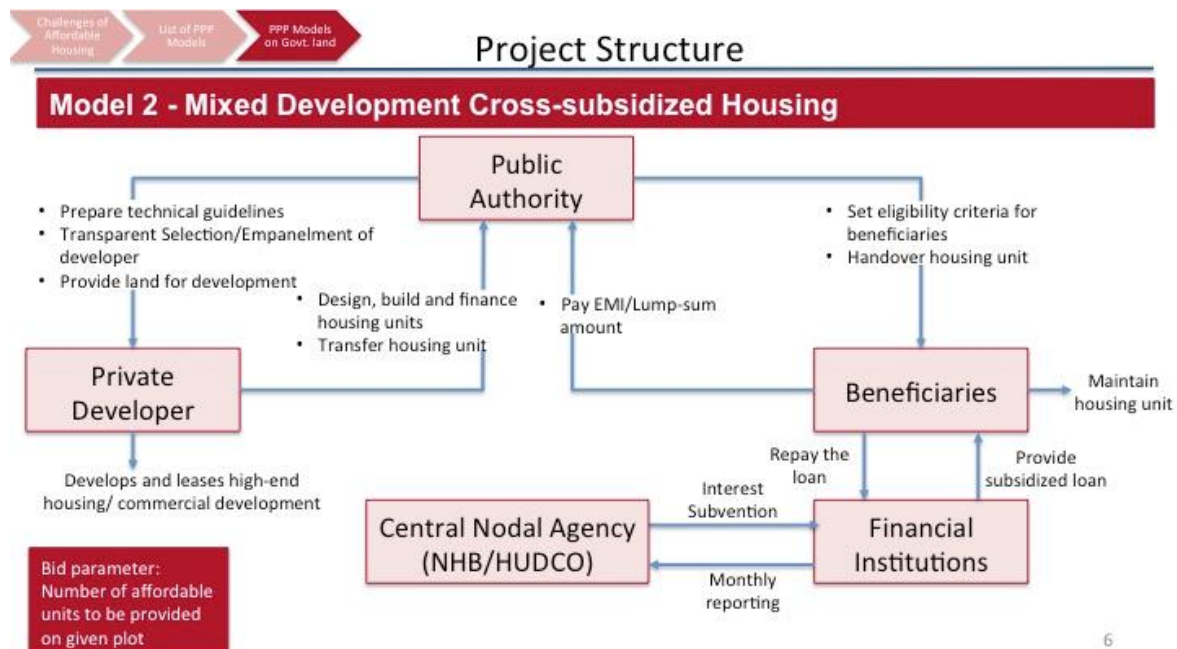 Challenges of
Affordable
Housing
List of PPP
Models
PPP Models
on Govt. land
Project Structure
Model 2 - Mixed Development Cross-subsidized Housing
Public
Authority
• Prepare technical guidelines
• Transparent Selection/Empanelment of
developer
• Provide land for development
• Design, build and finance
housing units
• Transfer housing unit
• Pay EMI/Lump-sum
amount
• Set eligibility criteria for
beneficiaries
• Handover housing unit
Private
Developer
Beneficiaries
Maintain
housing unit
Develops and leases high-end
housing/ commercial development
Repay the
loan
Provide
subsidized loan
Interest
Subvention
Central Nodal Agency
(NHB/HUDCO)
Financial
Institutions
Monthly
reporting
Bid parameter:
Number of affordable
units to be provided
on given plot
6